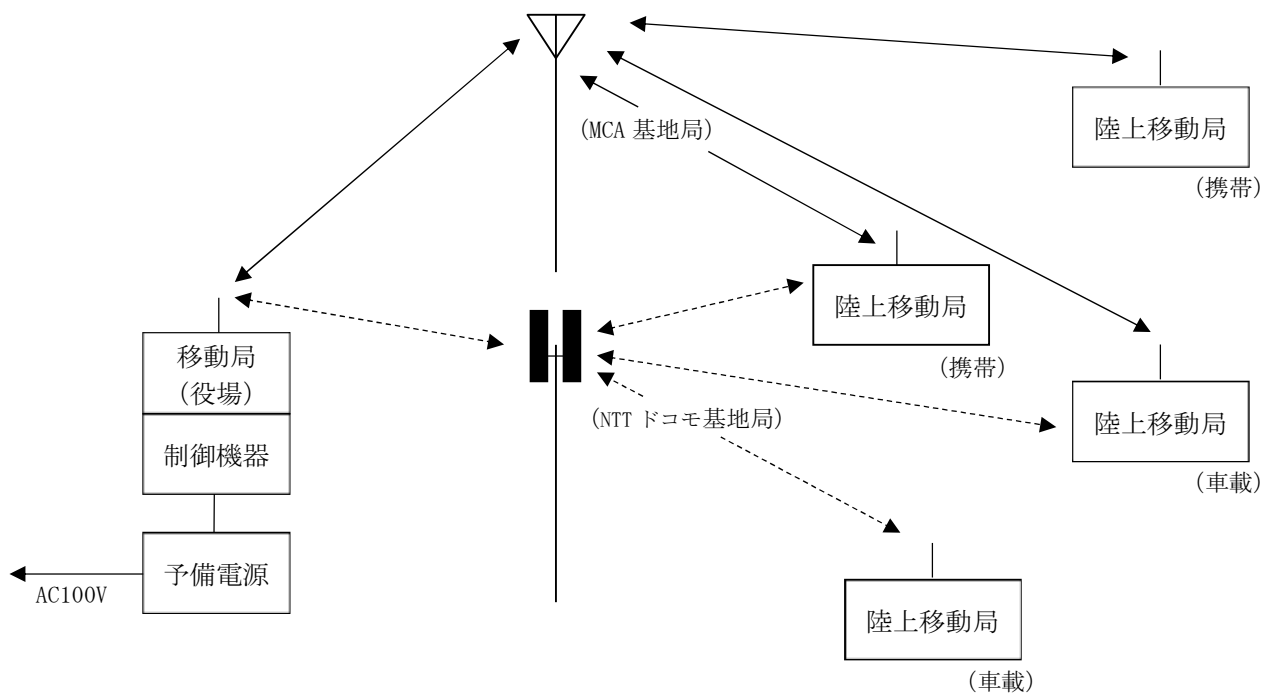 (MCA 基地局)
陸上移動局
(携帯)
陸上移動局
(携帯)
移動局
(役場)
制御機器
予備電源
AC100V
(NTT ドコモ基地局)
陸上移動局
(車載)
陸上移動局
(車載)